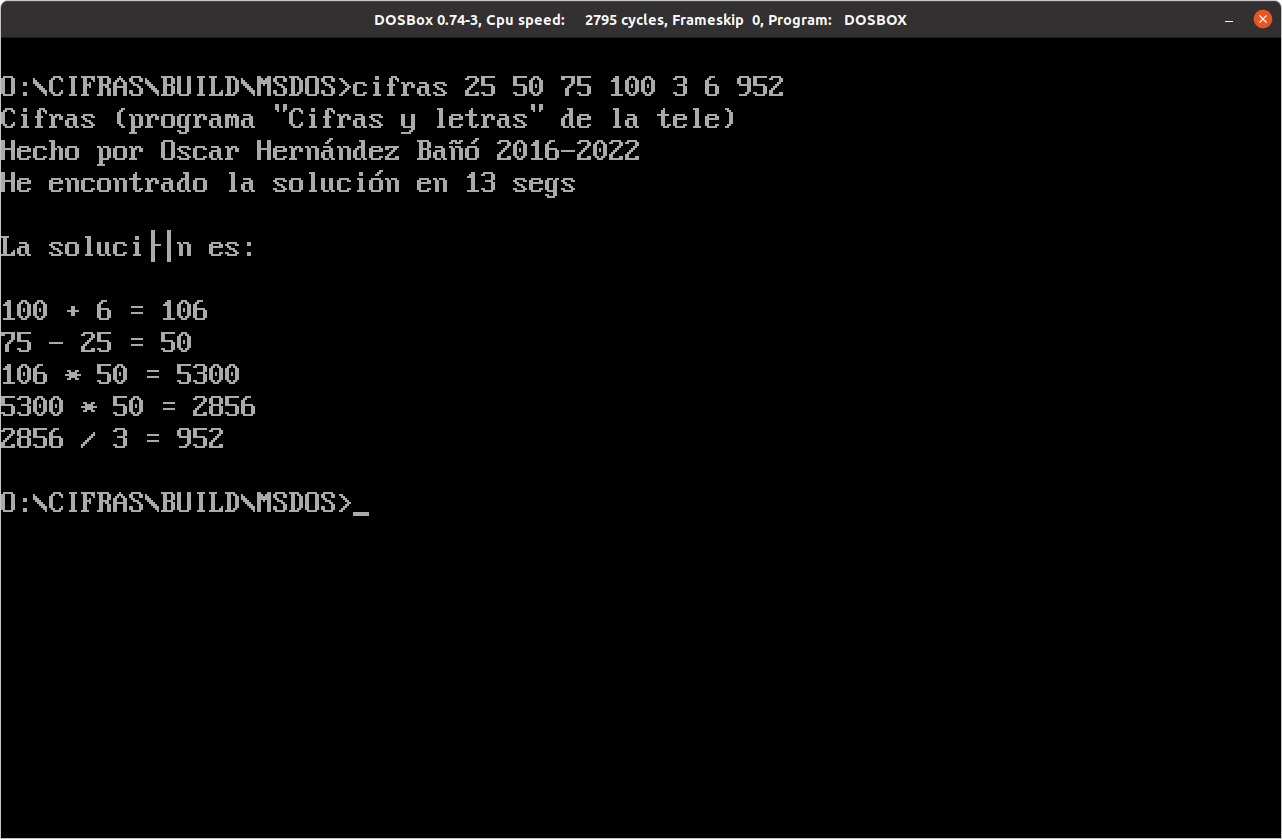 DOSBox 0.74-3, Cpu speed: 2795 cycles, Frameskip 0, Program: DOSBOX
O:\CIFRAS\BUILD\MSDOS>cifras 25 50 75 100 3 6 952
Cifras (programa "Cifras y letras" de la tele)
Hecho por Oscar Hernández Bañó 2016-2022
He encontrado la solución en 13 segs
La soluci├│n es:
100 + 6 = 106
75 - 25 = 50
106 * 50 = 5300
5300 * 50 = 2856
2856 / 3 = 952
O:\CIFRAS\BUILD\MSDOS>_